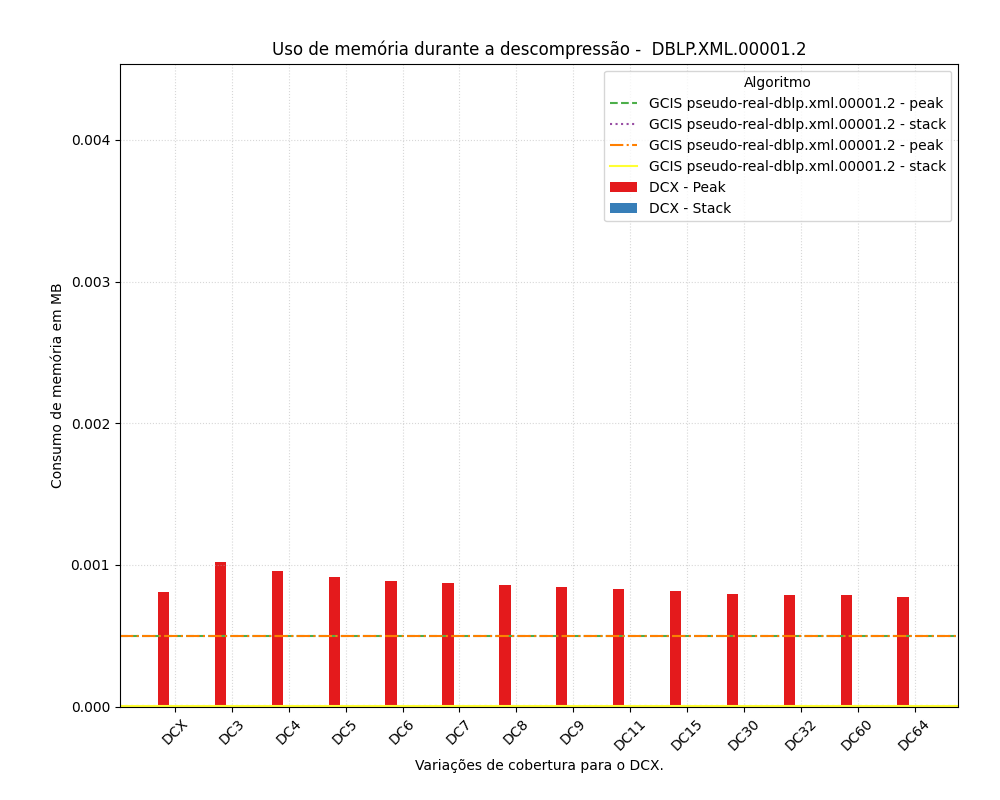 Uso de memória durante a descompressão -  DBLP.XML.00001.2
Algoritmo
GCIS pseudo-real-dblp.xml.00001.2 - peak
GCIS pseudo-real-dblp.xml.00001.2 - stack
GCIS pseudo-real-dblp.xml.00001.2 - peak
GCIS pseudo-real-dblp.xml.00001.2 - stack
DCX - Peak
DCX - Stack
Consumo de memória em MB
0.004
0.003
0.002
0.001
0.000
DCX DC3 DC4 DC5 DC6 DC7 DC8 DC9 DC11 DC15 DC30 DC32 DC60 DC64
Variações de cobertura para o DCX.